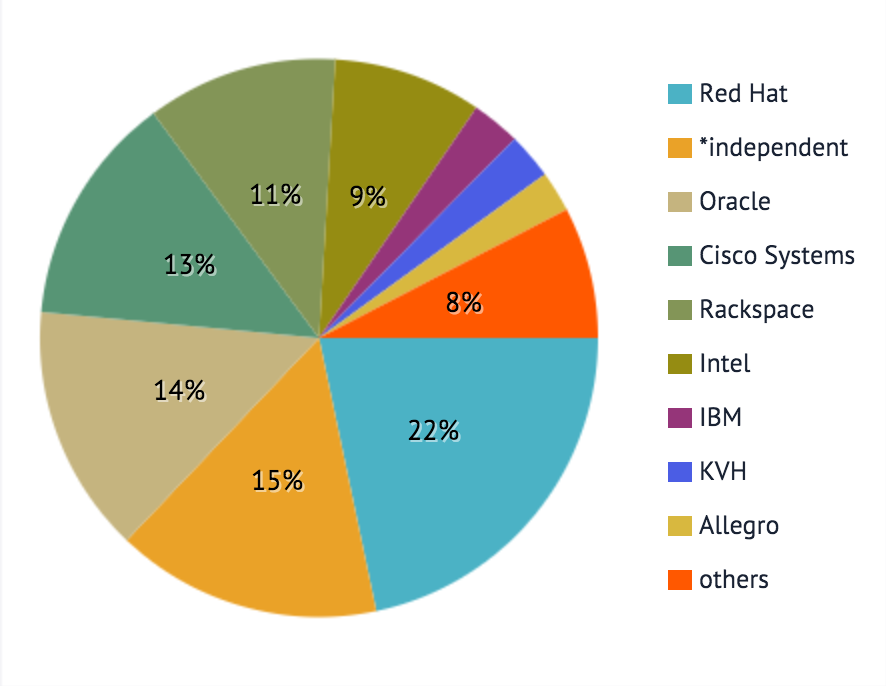 11%
9%
13%
8%
14%
22%
15%
Red Hat
*independent
Oracle
Cisco Systems
Rackspace
Intel
IBM
KVH
Allegro
others